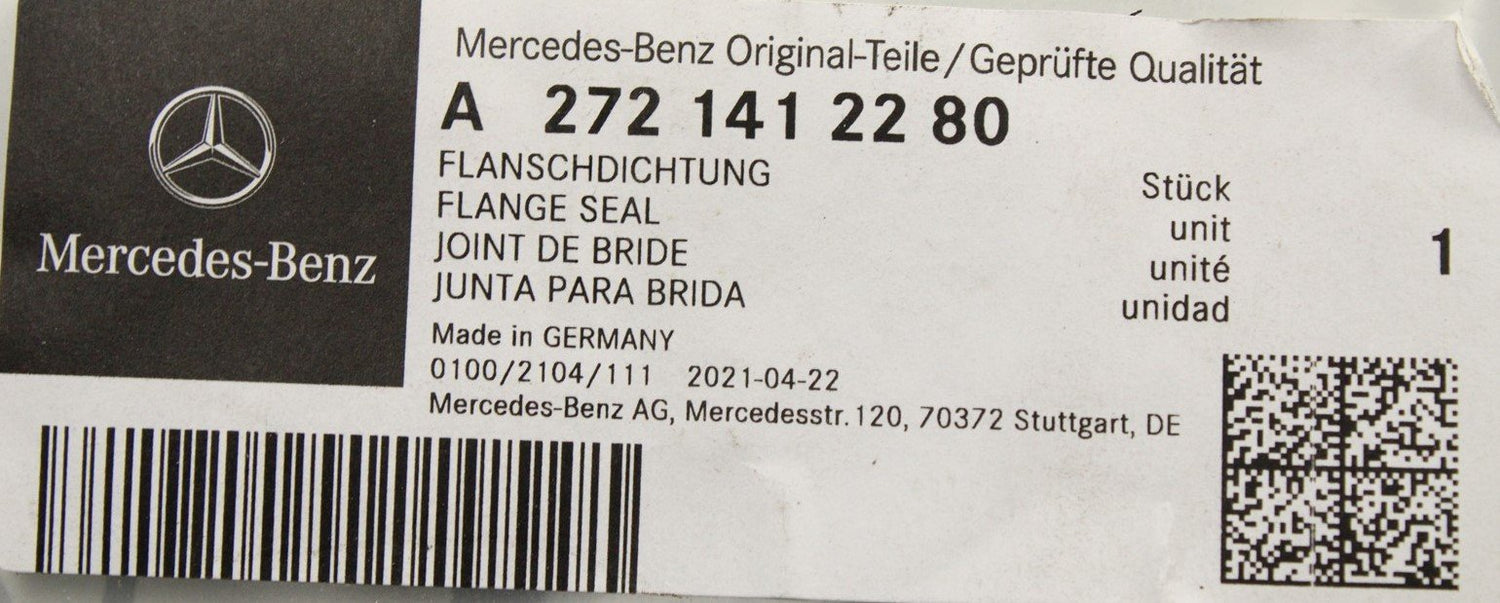 Mercedes-Benz
Mercedes-Benz Original-Teile/Geprüfte Qualität
A 272 141 22 80
FLANSCHDICHTUNG
FLANGE SEAL
JOINT DE BRIDE
JUNTA PARA BRIDA
Stück
unit
unité
unidad
1
Made in GERMANY
0100/2104/111 2021-04-22
Mercedes-Benz AG, Mercedesstr. 120, 70372 Stuttgart, DE